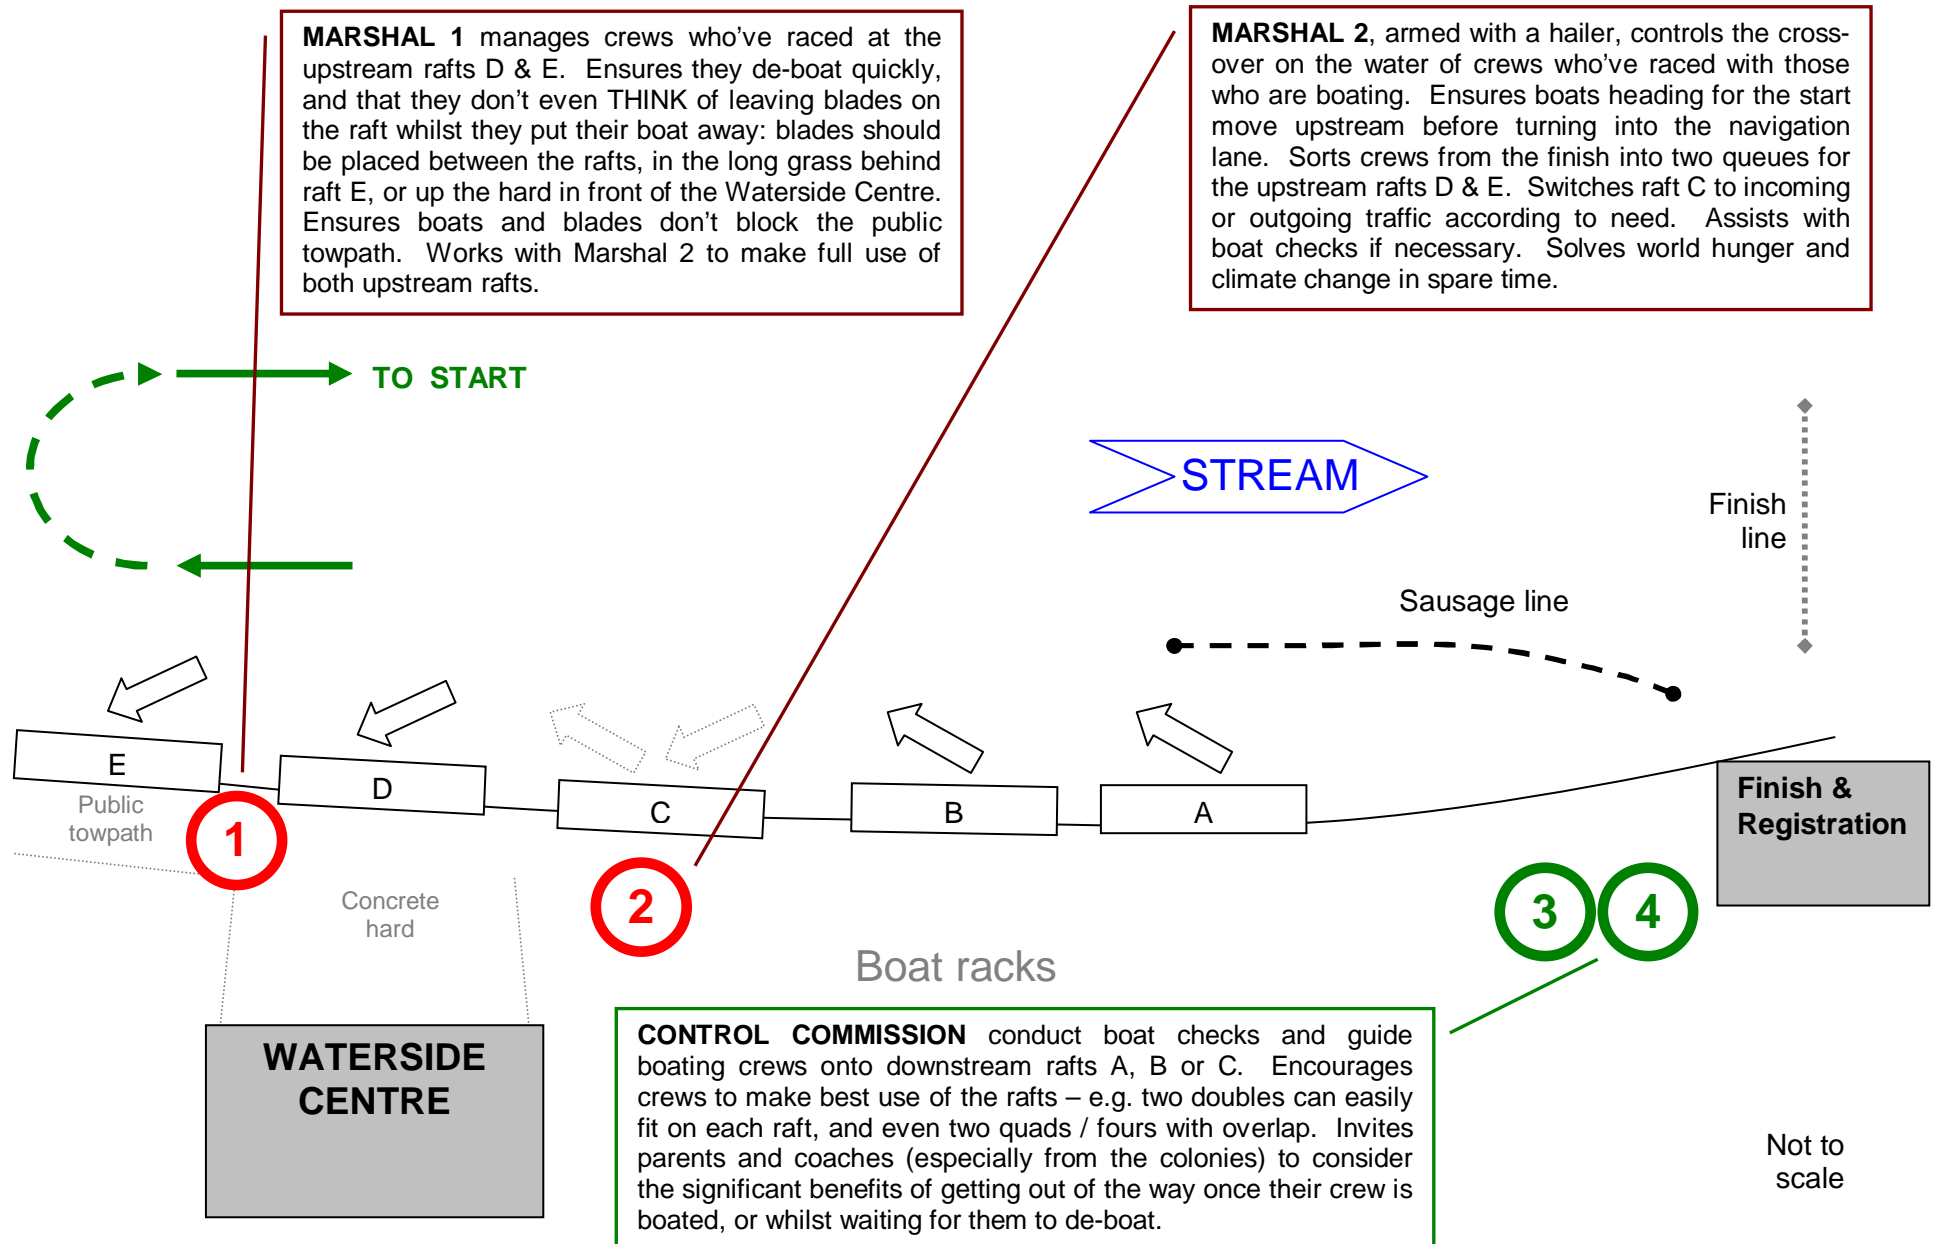 MARSHAL 1 manages crews who've raced at the
upstream rafts D & E. Ensures they de-boat quickly,
and that they don't even THINK of leaving blades on
the raft whilst they put their boat away: blades should
be placed between the rafts, in the long grass behind
raft E, or up the hard in front of the Waterside Centre.
Ensures boats and blades don't block the public
towpath. Works with Marshal 2 to make full use of
both upstream rafts.
MARSHAL 2, armed with a hailer, controls the cross-
over on the water of crews who've raced with those
who are boating. Ensures boats heading for the start
move upstream before turning into the navigation
lane. Sorts crews from the finish into two queues for
the upstream rafts D & E. Switches raft C to incoming
or outgoing traffic according to need. Assists with
boat checks if necessary. Solves world hunger and
climate change in spare time.
TO START
STREAM
Finish
line
Sausage line
E
D
C
B
A
Public
towpath
1
2
3
4
Finish &
Registration
Concrete
hard
Boat racks
WATERSIDE
CENTRE
CONTROL COMMISSION conduct boat checks and guide
boating crews onto downstream rafts A, B or C. Encourages
crews to make best use of the rafts – e.g. two doubles can easily
fit on each raft, and even two quads / fours with overlap. Invites
parents and coaches (especially from the colonies) to consider
the significant benefits of getting out of the way once their crew is
boated, or whilst waiting for them to de-boat.
Not to
scale